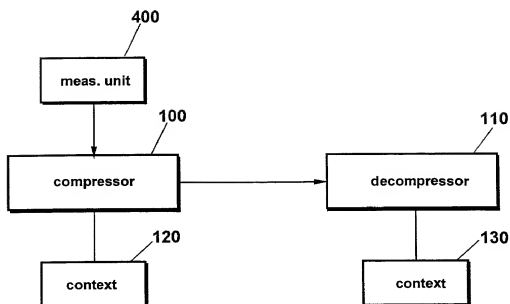 400
meas. unit
100
110
compressor
decompressor
120
130
context
context